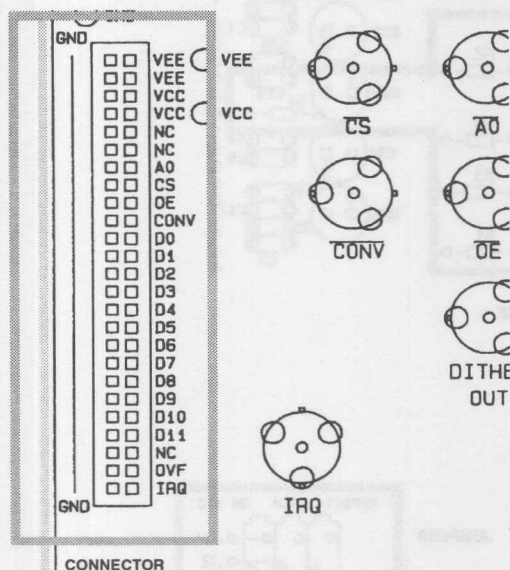 GND
GND
VEE
VEE
VEE
VCC
VCC
VCC
NC
NC
A0
CS
OE
CONV
D0
D1
D2
D3
D4
D5
D6
D7
D8
D9
D10
D11
NC
OVF
IRQ
GND
CONNECTOR
CS
A0
CONV
OE
DITHE
OUT
IRQ